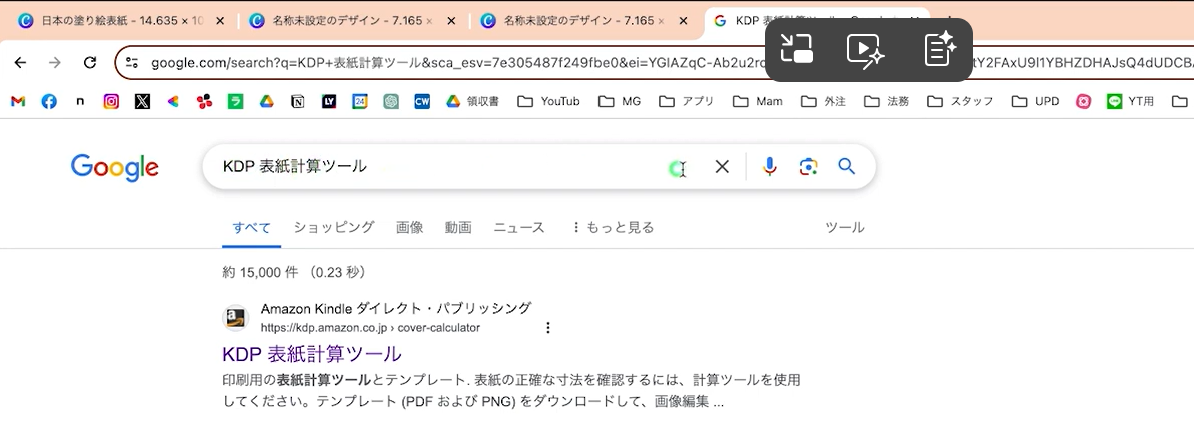 日本の塗り絵表紙 - 14.635 × 10
名称未設定のデザイン - 7.165 ×
名称未設定のデザイン - 7.165 ×
KDP 表紙計算ツール
google.com/search?q=KDP+表紙計算ツール&sca_esv=7e305487f249fbe0&ei=YGIAZqC-Ab2u2ro
tY2FAxU9l1YBHZDHAJsQ4dUDCBA
領収書
YouTub
MG
アプリ
Mam
外注
法務
スタッフ
UPD
YT用
Google
KDP 表紙計算ツール
すべて ショッピング 画像 動画 ニュース もっと見る ツール
約 15,000 件 (0.23 秒)
Amazon Kindle ダイレクト・パブリッシング
https://kdp.amazon.co.jp › cover-calculator
KDP 表紙計算ツール
印刷用の表紙計算ツールとテンプレート. 表紙の正確な寸法を確認するには、計算ツールを使用
してください。テンプレート (PDF および PNG) をダウンロードして、画像編集 ...